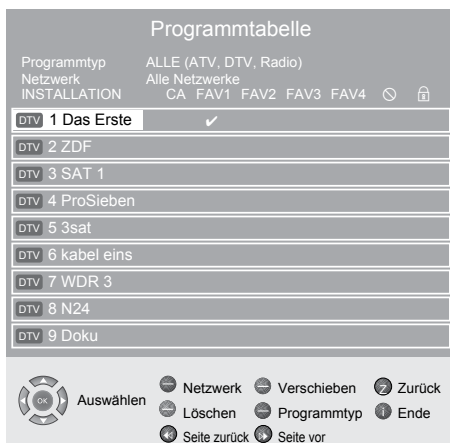 Programmtabelle
Programmtyp ALLE (ATV, DTV, Radio)
Netzwerk Alle Netzwerke
INSTALLATION CA FAV1 FAV2 FAV3 FAV4
DTV 1 Das Erste
DTV 2 ZDF
DTV 3 SAT 1
DTV 4 ProSieben
DTV 5 3sat
DTV 6 kabel eins
DTV 7 WDR 3
DTV 8 N24
DTV 9 Doku
OK Auswählen Netzwerk Verschieben Z Zurück
Löschen Programmtyp i Ende
Seite zurück Seite vor